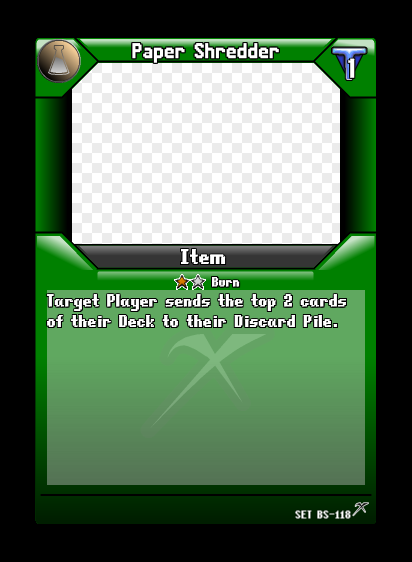 Paper Shredder
1
Item
Burn
Target Player sends the top 2 cards
of their Deck to their Discard Pile.
SET BS-118